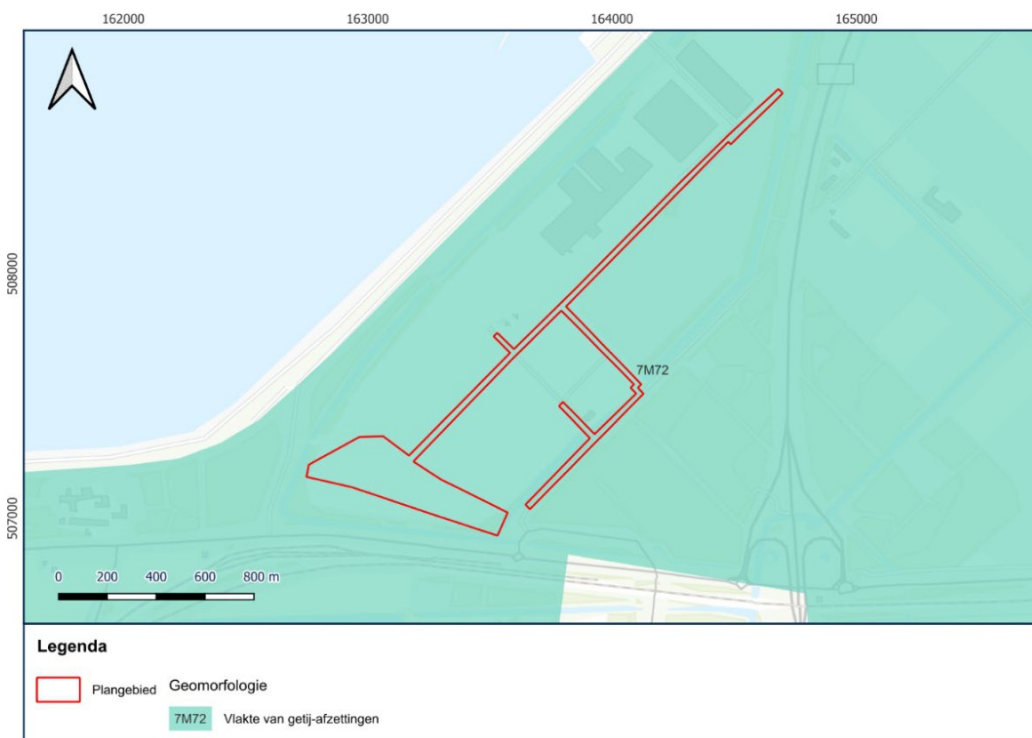 162000 163000 164000 165000
508000
7M72
507000
0 200 400 600 800 m
Legenda
Plangebied Geomorfologie
7M72 Vlakte van getij-afzettingen